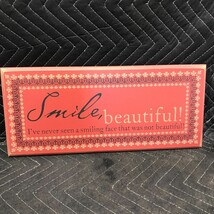 Smile, beautiful!
I've never seen a smiling face that was not beautiful.